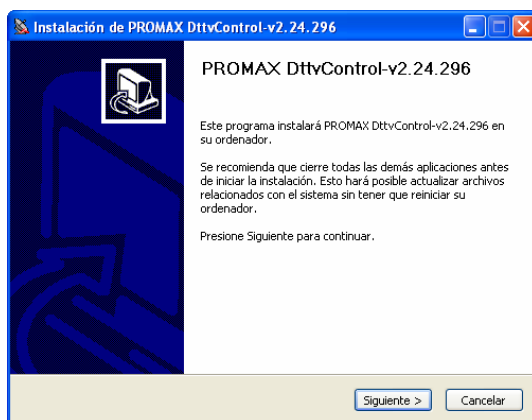 Instalación de PROMAX DttvControl-v2.24.296
PROMAX DttvControl-v2.24.296
Este programa instalará PROMAX DttvControl-v2.24.296 en
su ordenador.
Se recomienda que cierre todas las demás aplicaciones antes
de iniciar la instalación. Esto hará posible actualizar archivos
relacionados con el sistema sin tener que reiniciar su
ordenador.
Presione Siguiente para continuar.
Siguiente >
Cancelar